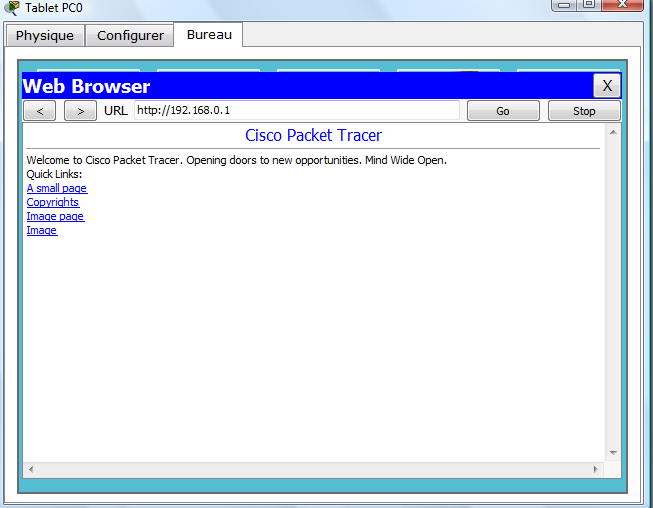 Tablet PC0
X
Physique Configurer Bureau
Web Browser X
< > URL http://192.168.0.1 Go Stop
Cisco Packet Tracer
Welcome to Cisco Packet Tracer. Opening doors to new opportunities. Mind Wide Open.
Quick Links:
A small page
Copyrights
Image page
Image